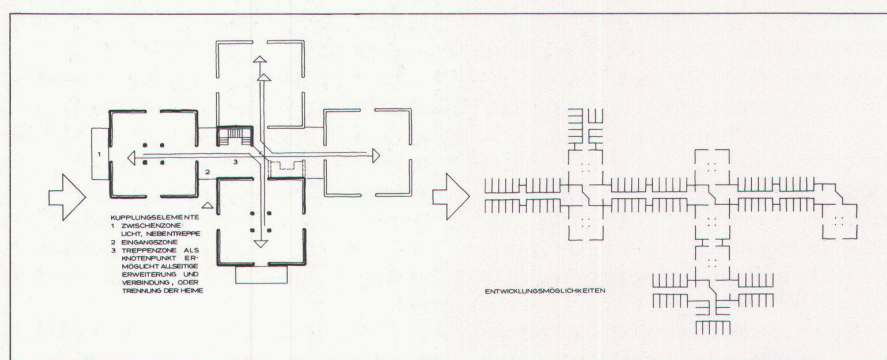 1
2
3
KUPPLUNGSELEMENTE
1 ZWISCHENZONE·
LICHT, NEBENTREPPE
2 EINGANGSZONE
3 TREPPENZONE ALS
KNOTENPUNKT ER-
MÖGLICHT ALLSEITIGE
ERWEITERUNG UND
VERBINDUNG, ODER
TRENNUNG DER HEIME
ENTWICKLUNGSMÖGLICHKEITEN